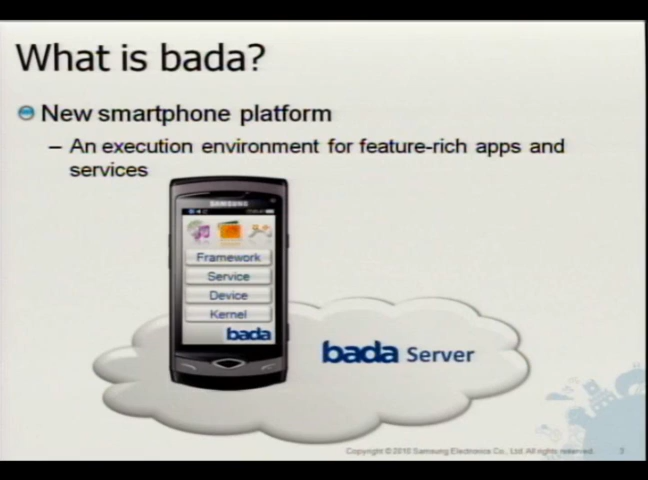 What is bada?
New smartphone platform
– An execution environment for feature-rich apps and
services
SAMSUNG
Framework
Service
Device
Kernel
bada
bada Server
Copyright © 2010 Samsung Electronics Co., Ltd. All rights reserved.
3